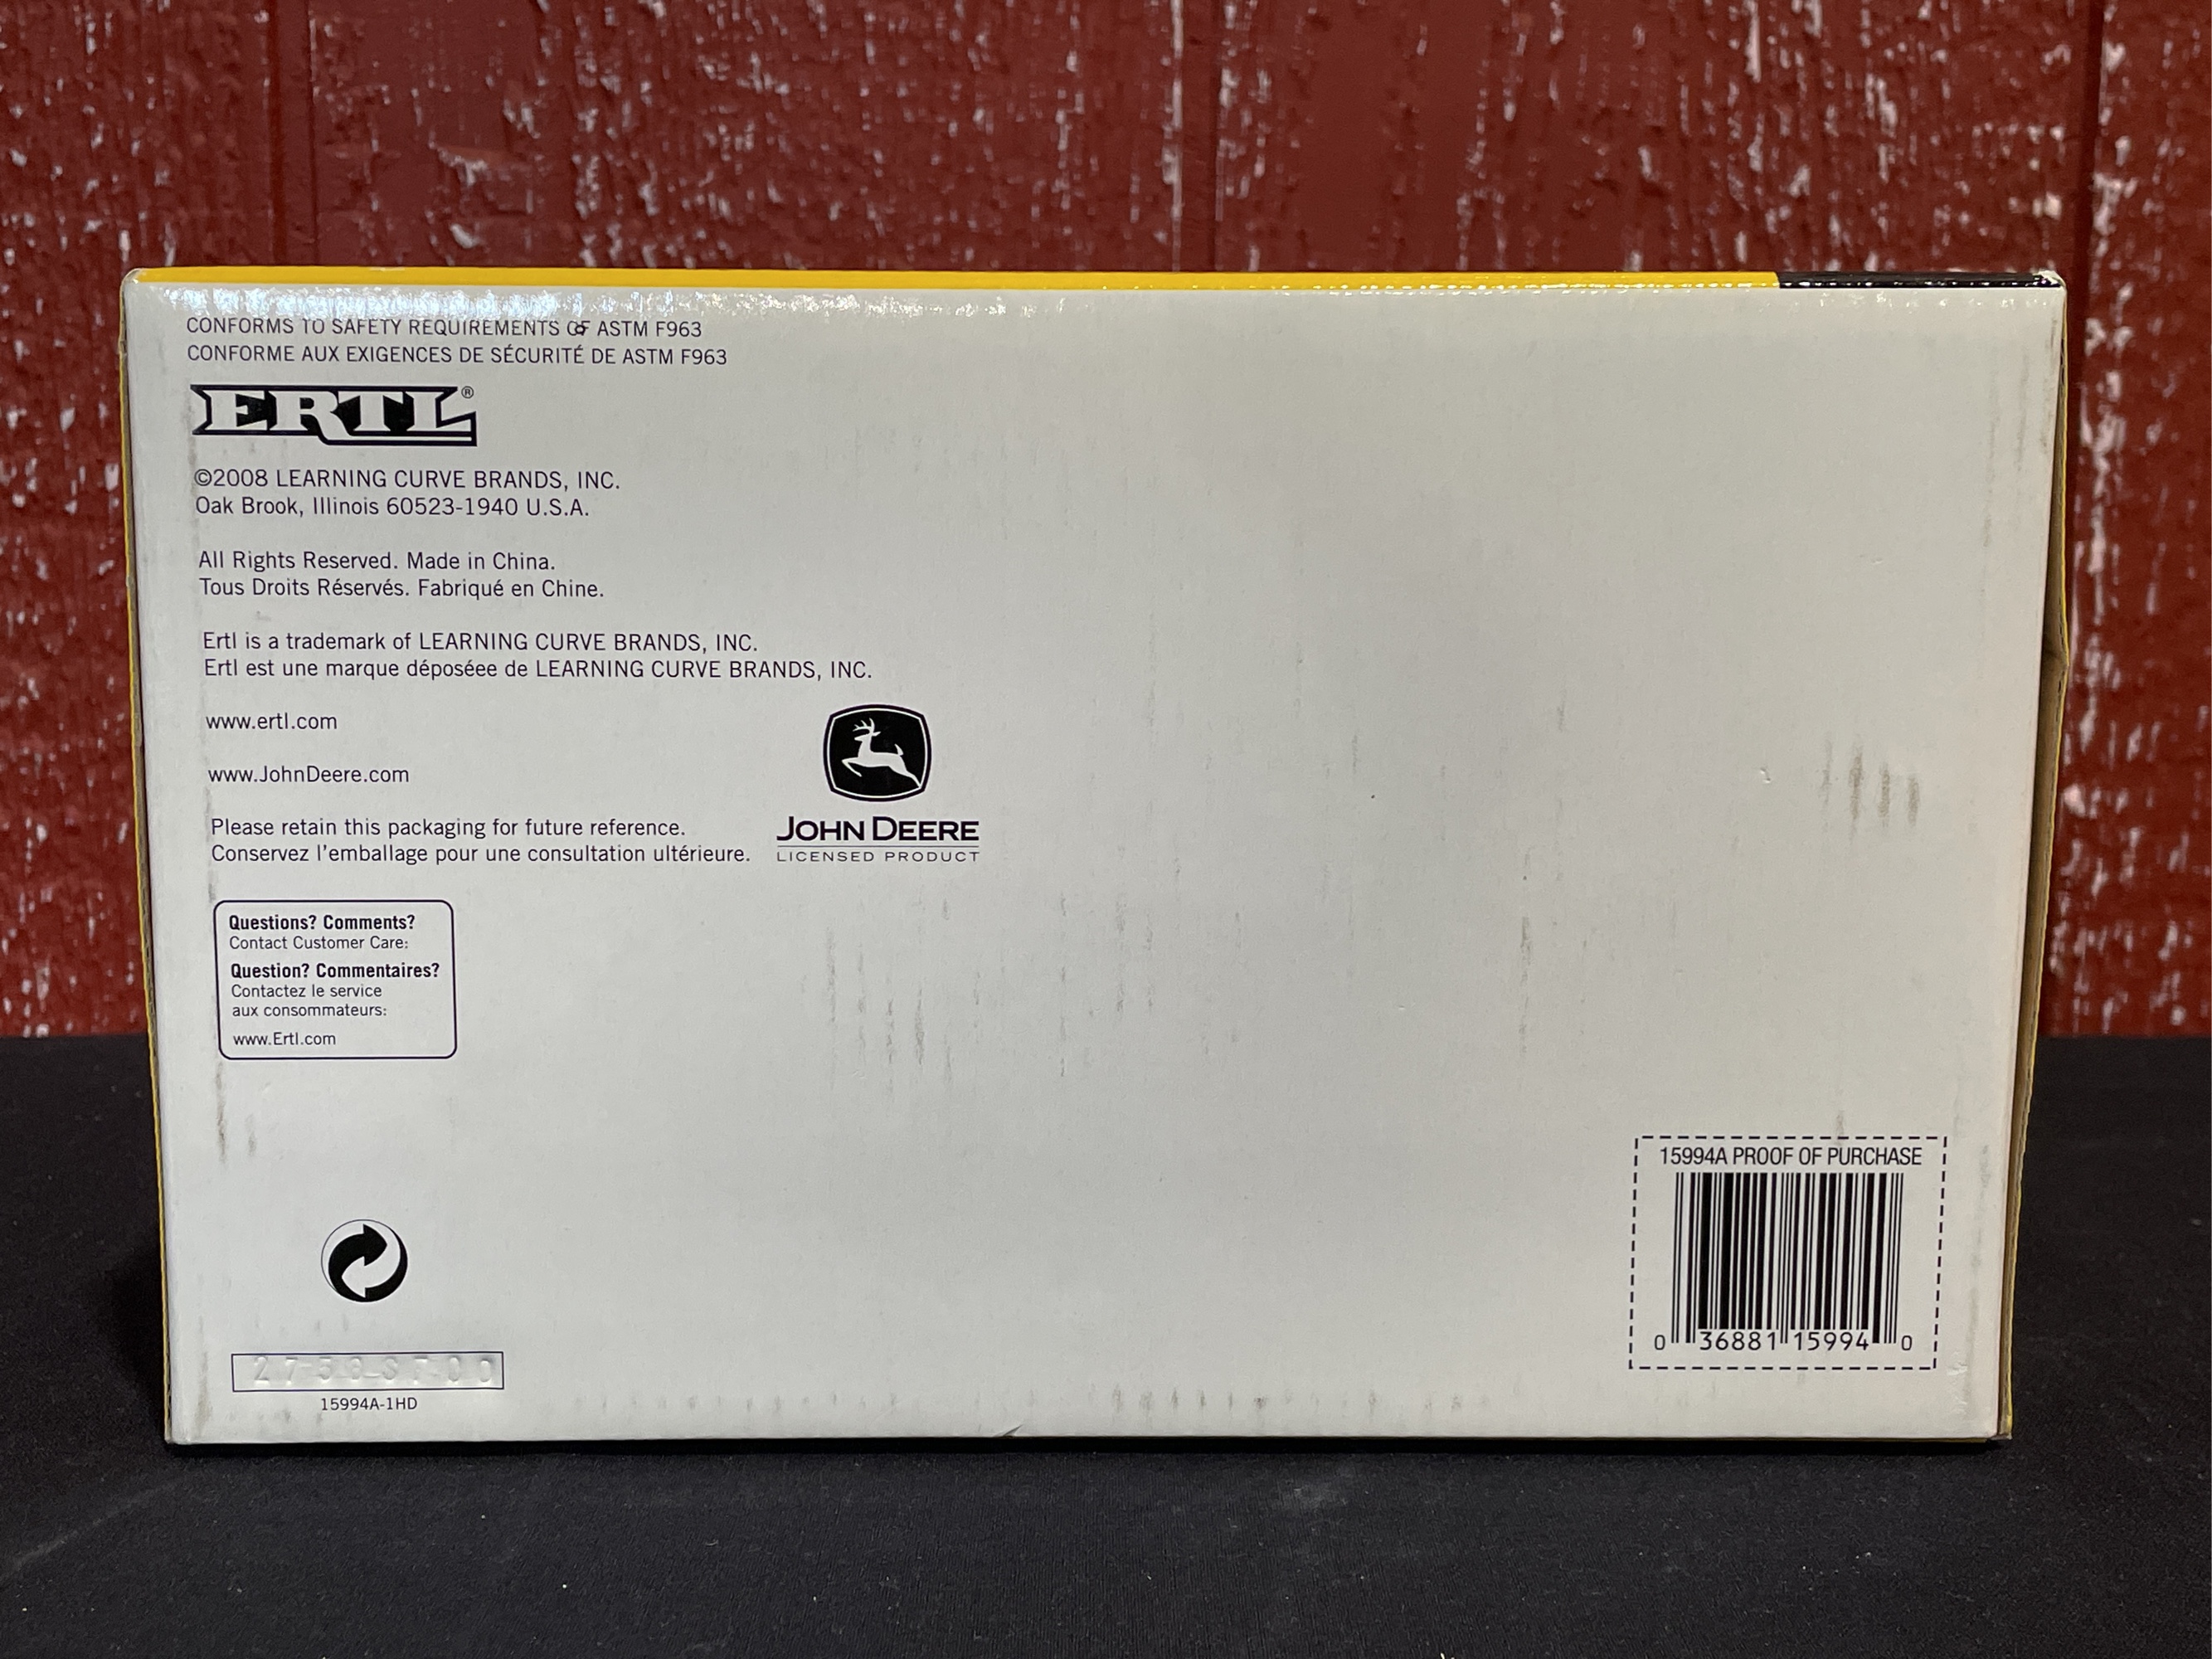 CONFORMS TO SAFETY REQUIREMENTS OF ASTM F963
CONFORME AUX EXIGENCES DE SÉCURITÉ DE ASTM F963
ERTL®
©2008 LEARNING CURVE BRANDS, INC.
Oak Brook, Illinois 60523-1940 U.S.A.
All Rights Reserved. Made in China.
Tous Droits Réservés. Fabriqué en Chine.
Ertl is a trademark of LEARNING CURVE BRANDS, INC.
Ertl est une marque déposéee de LEARNING CURVE BRANDS, INC.
www.ertl.com
www.JohnDeere.com
Please retain this packaging for future reference.
Conservez l'emballage pour une consultation ultérieure.
JOHN DEERE
LICENSED PRODUCT
Questions? Comments?
Contact Customer Care:
Question? Commentaires?
Contactez le service
aux consommateurs:
www.Ertl.com
15994A-1HD
15994A PROOF OF PURCHASE
0 36881 15994 0